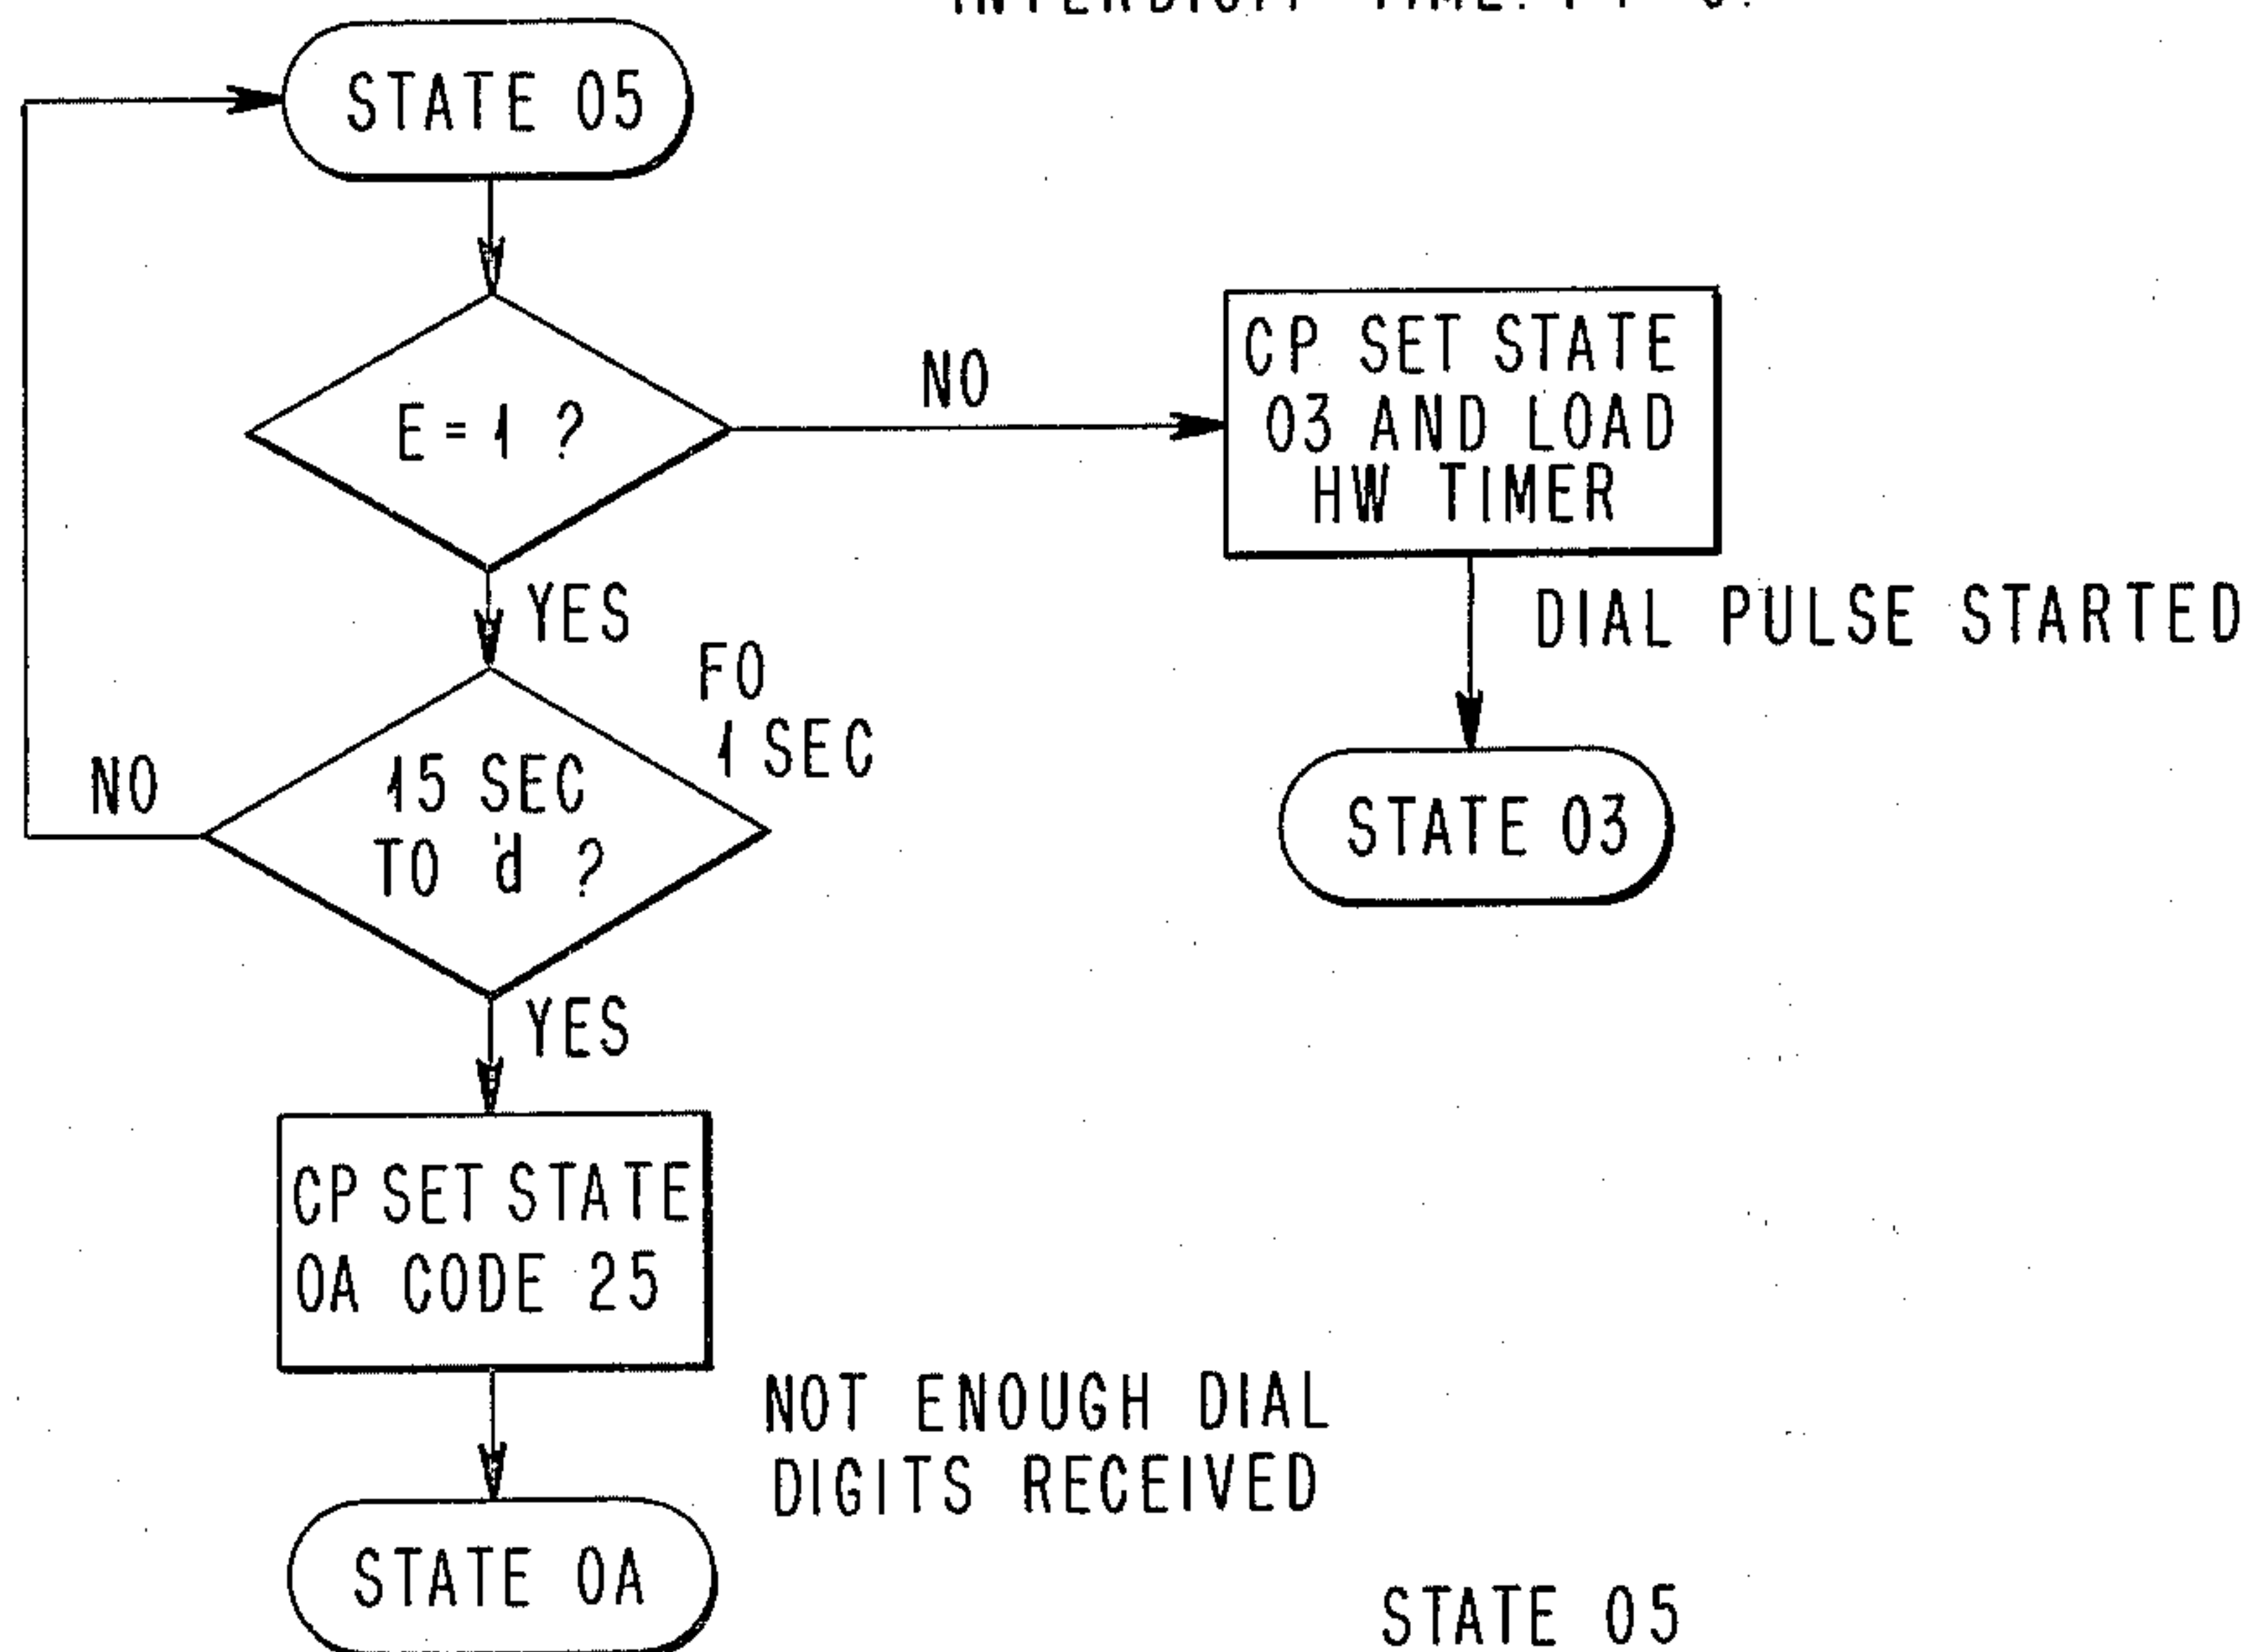 INTERDIGIT TIME.
STATE 05
E = 1 ?
NO
CP SET STATE
03 AND LOAD
HW TIMER
YES
DIAL PULSE STARTED
FO
1 SEC
NO
15 SEC
TO 'd ?
STATE 03
YES
CP SET STATE
0A CODE 25
NOT ENOUGH DIAL
DIGITS RECEIVED
STATE 0A
STATE 05